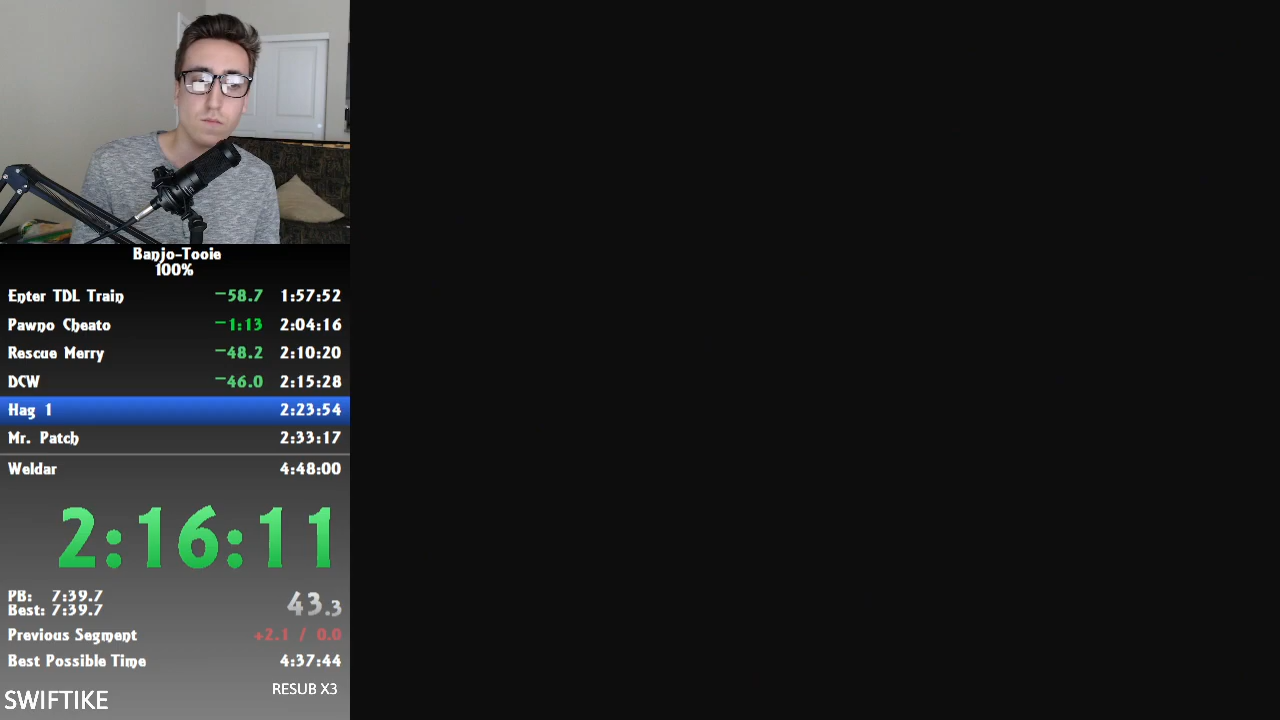 Banjo-Tooie
100%
Enter TDL Train −58.7 1:57:52
Pawno Cheato −1:13 2:04:16
Rescue Merry −48.2 2:10:20
DCW −46.0 2:15:28
Hag 1 2:23:54
Mr. Patch 2:33:17
Weldar 4:48:00
2:16:11
PB: 7:39.7
Best: 7:39.7
43.3
Previous Segment +2.1 / 0.0
Best Possible Time 4:37:44
SWIFTIKE
RESUB X3